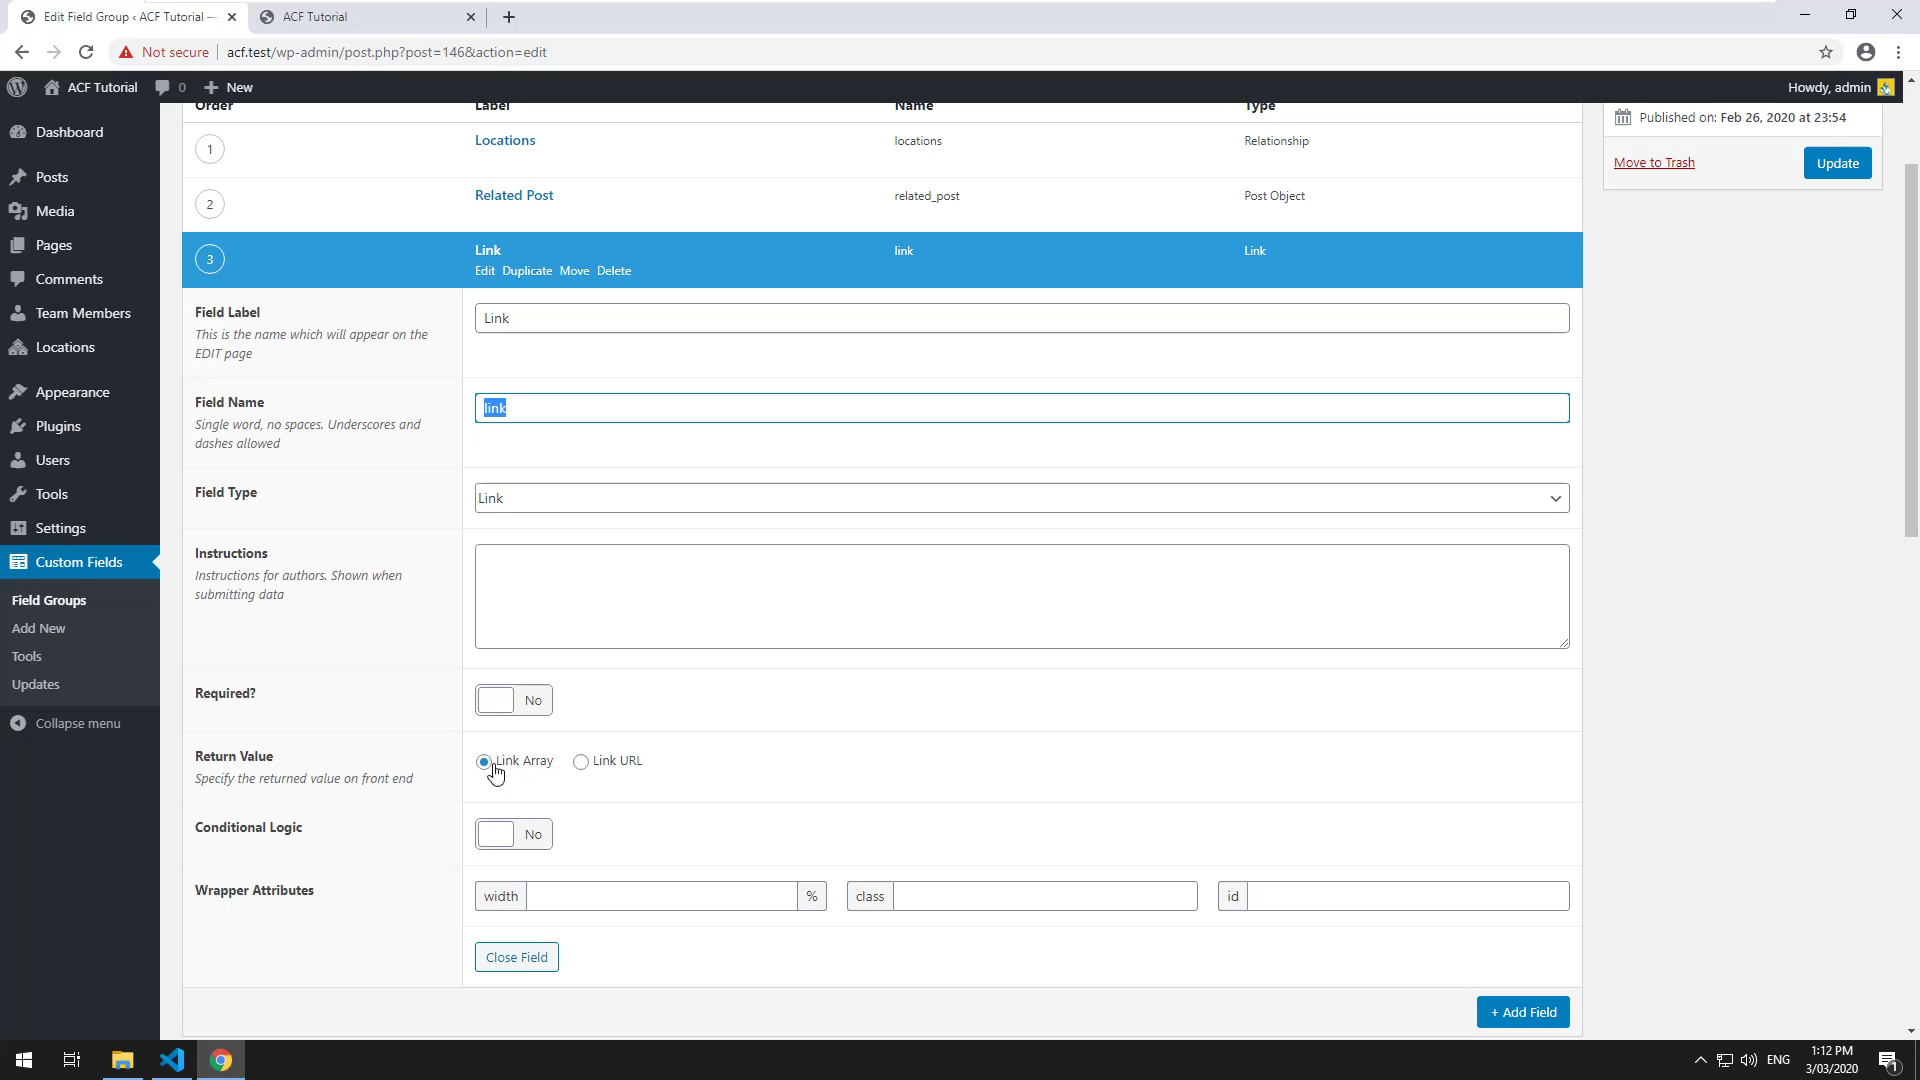 Edit Field Group ‹ ACF Tutorial —
ACF Tutorial
Not secure
acf.test/wp-admin/post.php?post=146&action=edit
ACF Tutorial
0
New
Howdy, admin
Dashboard
Posts
Media
Pages
Comments
Team Members
Locations
Appearance
Plugins
Users
Tools
Settings
Custom Fields
Field Groups
Add New
Tools
Updates
Collapse menu
Order
Label
Name
Type
1
Locations
locations
Relationship
2
Related Post
related_post
Post Object
3
Link
link
Link
Edit Duplicate Move Delete
Field Label
This is the name which will appear on the
EDIT page
Link
Field Name
Single word, no spaces. Underscores and
dashes allowed
link
Field Type
Link
Instructions
Instructions for authors. Shown when
submitting data
Required?
No
Return Value
Specify the returned value on front end
Link Array
Link URL
Conditional Logic
No
Wrapper Attributes
width
%
class
id
Close Field
+ Add Field
Published on: Feb 26, 2020 at 23:54
Move to Trash
Update
ENG
1:12 PM
3/03/2020
1